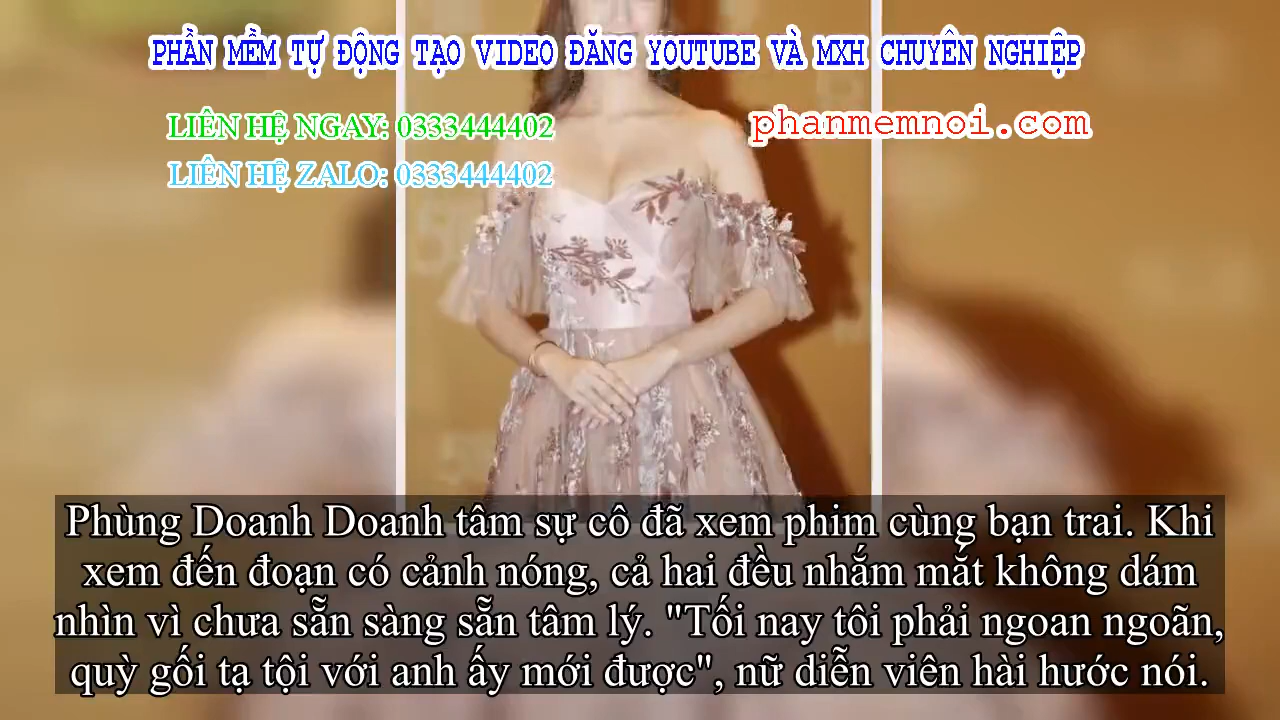 PHẦN MỀM TỰ ĐỘNG TẠO VIDEO ĐĂNG YOUTUBE VÀ MXH CHUYÊN NGHIỆP
LIÊN HỆ NGAY: 0333444402
phanmemnoi.com
LIÊN HỆ ZALO: 0333444402
Phùng Doanh Doanh tâm sự cô đã xem phim cùng bạn trai. Khi
xem đến đoạn có cảnh nóng, cả hai đều nhắm mắt không dám
nhìn vì chưa sẵn sàng sẵn tâm lý. "Tối nay tôi phải ngoan ngoãn,
quỳ gối tạ tội với anh ấy mới được", nữ diễn viên hài hước nói.